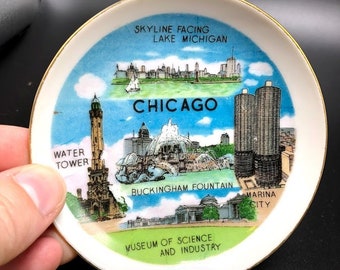 SKYLINE FACING
LAKE MICHIGAN
CHICAGO
WATER
TOWER
BUCKINGHAM FOUNTAIN
MARINA
CITY
MUSEUM OF SCIENCE
AND INDUSTRY